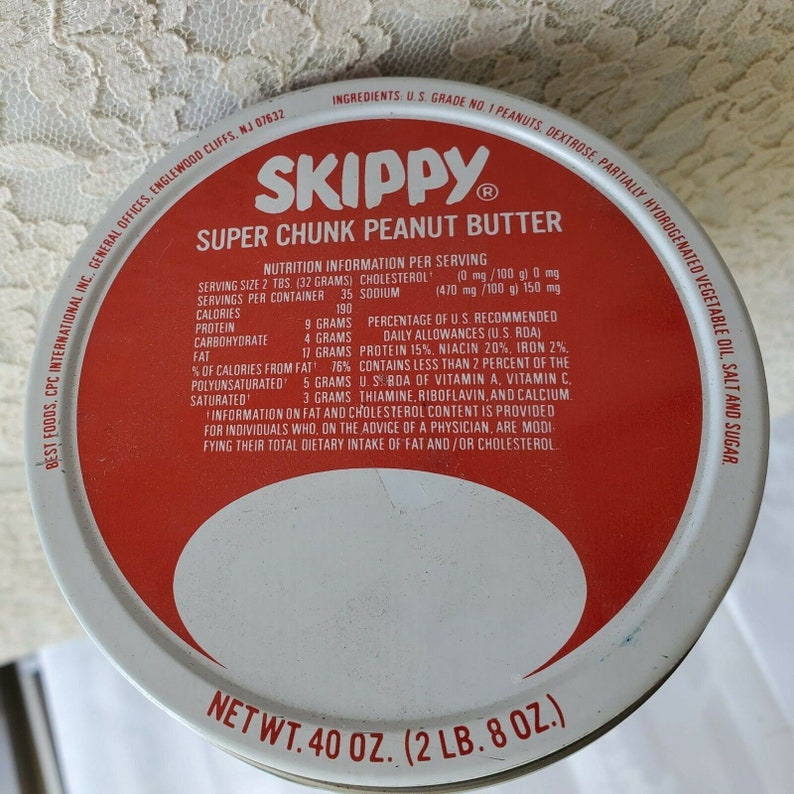 BEST FOODS, CPC INTERNATIONAL INC. GENERAL OFFICES, ENGLEWOOD CLIFFS, NJ 07632
INGREDIENTS: U.S. GRADE NO. 1 PEANUTS, DEXTROSE, PARTIALLY HYDROGENATED VEGETABLE OIL, SALT AND SUGAR.
SKIPPY®
SUPER CHUNK PEANUT BUTTER
NUTRITION INFORMATION PER SERVING
SERVING SIZE 2 TBS. (32 GRAMS)
SERVINGS PER CONTAINER 35
CALORIES 190
PROTEIN 9 GRAMS
CARBOHYDRATE 4 GRAMS
FAT 17 GRAMS
% OF CALORIES FROM FAT† 76%
POLYUNSATURATED† 5 GRAMS
SATURATED† 3 GRAMS
CHOLESTEROL† (0 mg /100 g) 0 mg
SODIUM (470 mg /100 g) 150 mg
PERCENTAGE OF U.S. RECOMMENDED
DAILY ALLOWANCES (U.S. RDA)
PROTEIN 15%, NIACIN 20%, IRON 2%,
CONTAINS LESS THAN 2 PERCENT OF THE
U.S. RDA OF VITAMIN A, VITAMIN C,
THIAMINE, RIBOFLAVIN, AND CALCIUM.
†INFORMATION ON FAT AND CHOLESTEROL CONTENT IS PROVIDED
FOR INDIVIDUALS WHO, ON THE ADVICE OF A PHYSICIAN, ARE MODI-
FYING THEIR TOTAL DIETARY INTAKE OF FAT AND/OR CHOLESTEROL.
NET WT. 40 OZ. (2 LB. 8 OZ.)